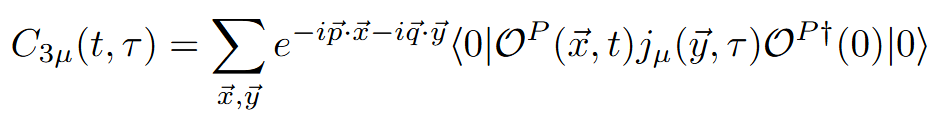 $C_{3\mu}(t,\tau) = \sum_{\vec{x},\vec{y}} e^{-i\vec{p}\cdot\vec{x}-i\vec{q}\cdot\vec{y}} \langle 0|\mathcal{O}^{P}(\vec{x},t) j_{\mu}(\vec{y},\tau) \mathcal{O}^{P\dagger}(0)|0\rangle$